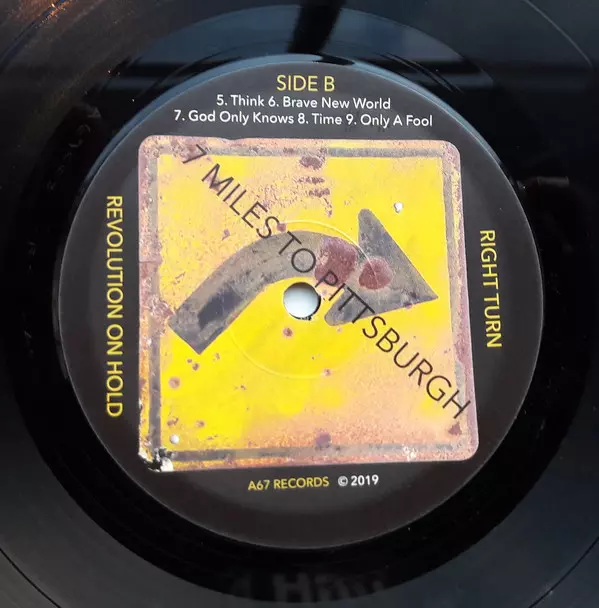 SIDE B
5. Think 6. Brave New World
7. God Only Knows 8. Time 9. Only A Fool
7 MILES TO PITTSBURGH
REVOLUTION ON HOLD
RIGHT TURN
A67 RECORDS © 2019